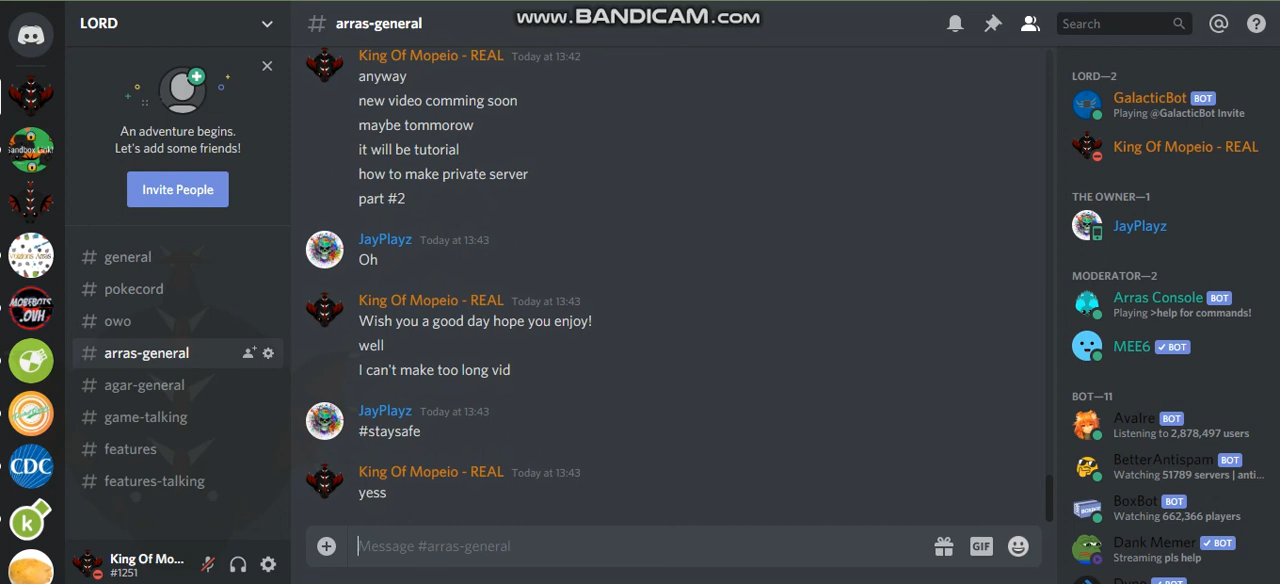 www.BANDICAM.com
LORD
arras-general
Search
An adventure begins.
Let's add some friends!
Invite People
general
pokecord
owo
arras-general
agar-general
game-talking
features
features-talking
King Of Mo...
#1251
King Of Mopeio - REAL Today at 13:42
anyway
new video comming soon
maybe tommorow
it will be tutorial
how to make private server
part #2
JayPlayz Today at 13:43
Oh
King Of Mopeio - REAL Today at 13:43
Wish you a good day hope you enjoy!
well
I can't make too long vid
JayPlayz Today at 13:43
#staysafe
King Of Mopeio - REAL Today at 13:43
yess
Message #arras-general
GIF
LORD—2
GalacticBot BOT
Playing @GalacticBot Invite
King Of Mopeio - REAL
THE OWNER—1
JayPlayz
MODERATOR—2
Arras Console BOT
Playing >help for commands!
MEE6 BOT
BOT—11
Avalre BOT
Listening to 2,878,497 users
BetterAntispam BOT
Watching 51789 servers | anti...
BoxBot BOT
Watching 662,366 players
Dank Memer BOT
Streaming pls help
MOBEBOTS
.OVH
CDC
k